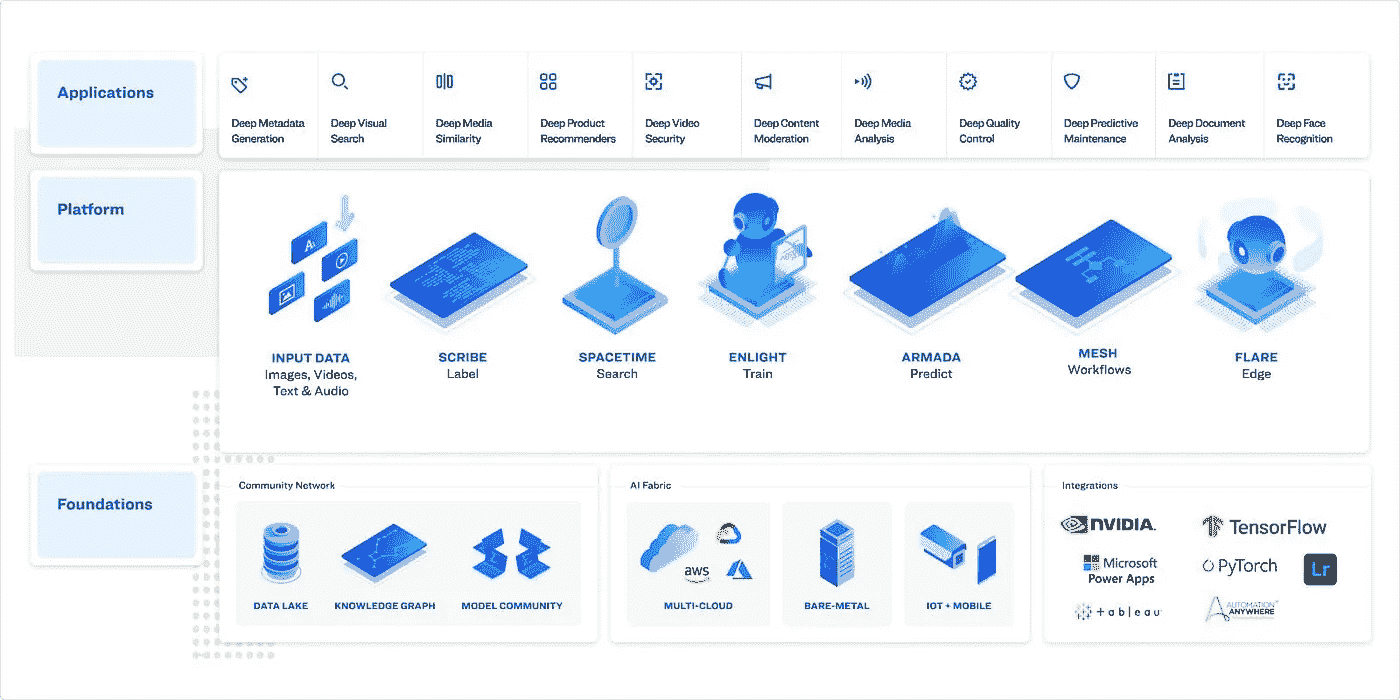 Applications
Deep Metadata
Generation
Deep Visual
Search
Deep Media
Similarity
Deep Product
Recommenders
Deep Video
Security
Deep Content
Moderation
Deep Media
Analysis
Deep Quality
Control
Deep Predictive
Maintenance
Deep Document
Analysis
Deep Face
Recognition
Platform
A
INPUT DATA
Images, Videos,
Text & Audio
SCRIBE
Label
SPACETIME
Search
ENLIGHT
Train
ARMADA
Predict
MESH
Workflows
FLARE
Edge
Foundations
Community Network
DATA LAKE
KNOWLEDGE GRAPH
MODEL COMMUNITY
AI Fabric
aws
MULTI-CLOUD
BARE-METAL
IOT + MOBILE
Integrations
NVIDIA.
TensorFlow
Microsoft
Power Apps
PyTorch
Lr
+ableau
AUTOMATION
ANYWHERE